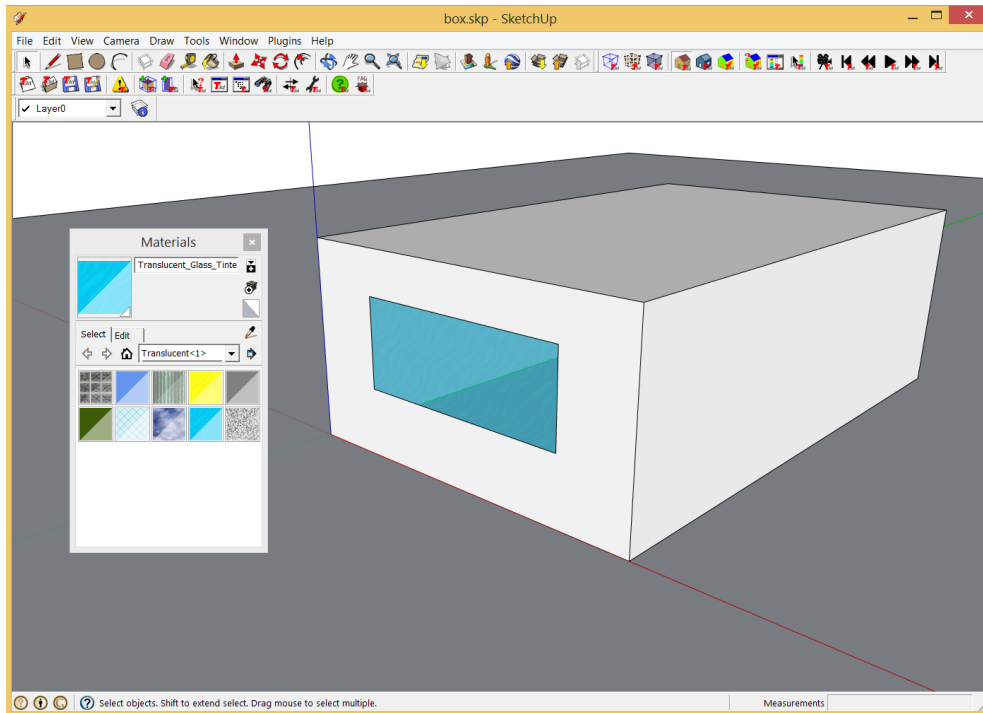 box.skp - SketchUp
File Edit View Camera Draw Tools Window Plugins Help
FAQ
Layer0
Materials
Translucent_Glass_Tinte
Select Edit
Translucent<1>
Select objects. Shift to extend select. Drag mouse to select multiple.
Measurements